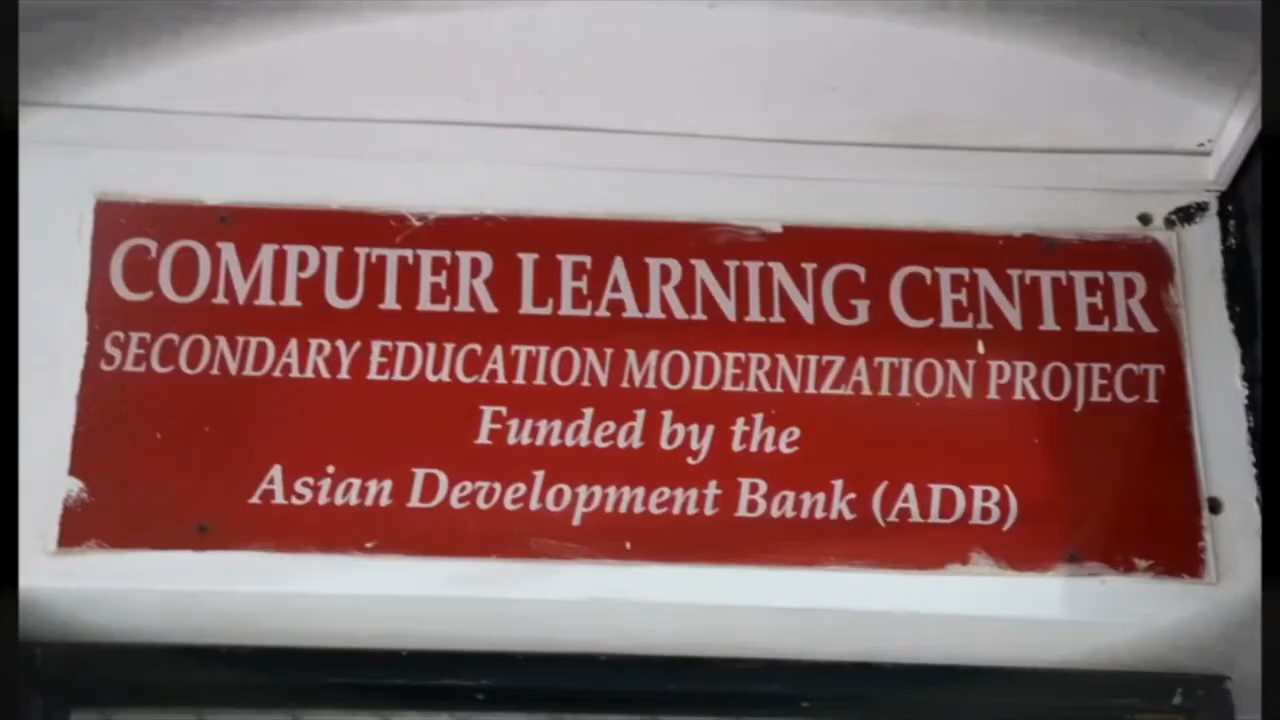 COMPUTER LEARNING CENTER
SECONDARY EDUCATION MODERNIZATION PROJECT
Funded by the
Asian Development Bank (ADB)